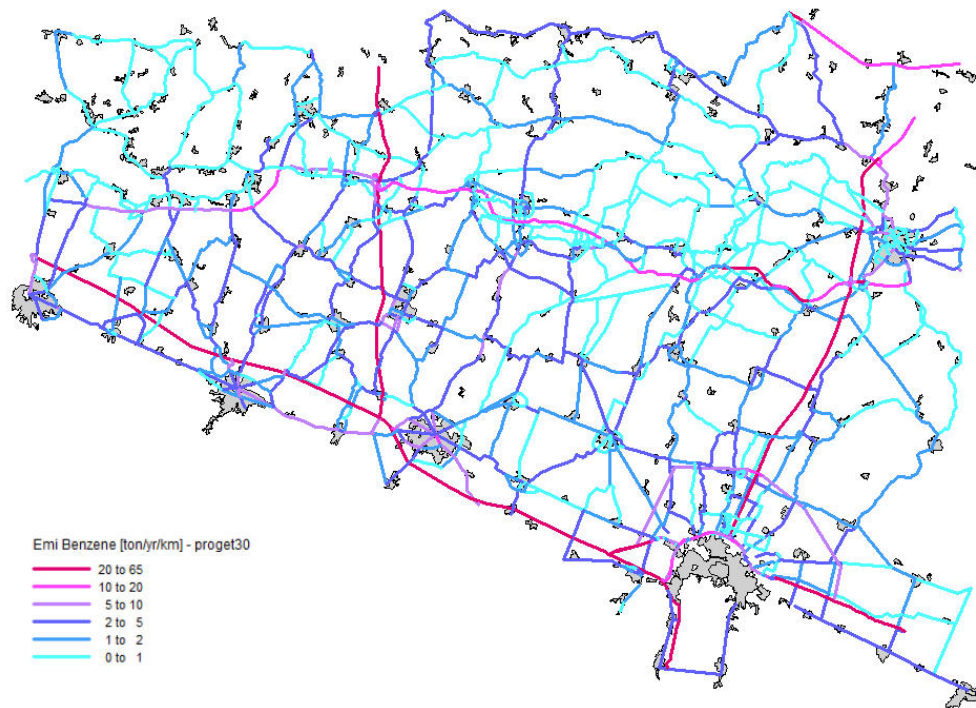 Emi Benzene [ton/yr/km] - proget30
20 to 65
10 to 20
5 to 10
2 to 5
1 to 2
0 to 1